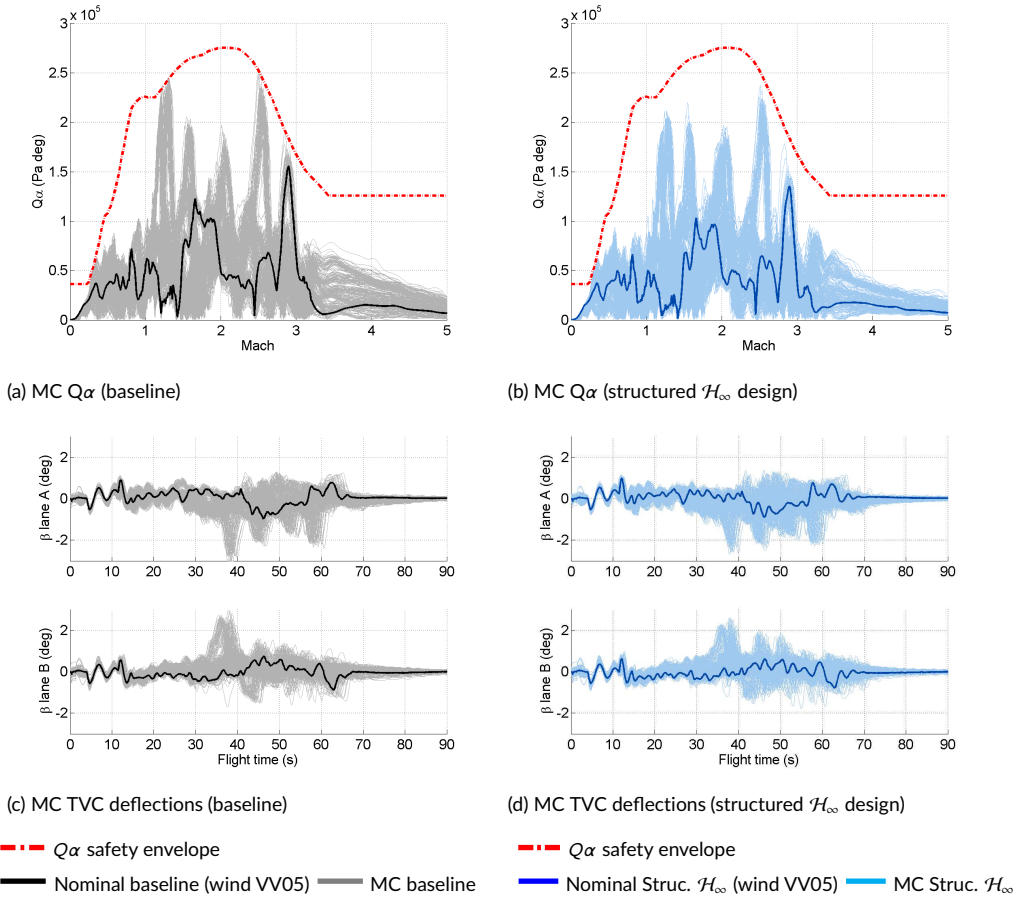 × 10⁵
3
2.5
2
1.5
1
0.5
0
Qα (Pa deg)
0 1 2 3 4 5
Mach
(a) MC Qα (baseline)
× 10⁵
3
2.5
2
1.5
1
0.5
0
Qα (Pa deg)
0 1 2 3 4 5
Mach
(b) MC Qα (structured ℋ∞ design)
β lane A (deg)
2
0
-2
0 10 20 30 40 50 60 70 80 90
β lane B (deg)
2
0
-2
0 10 20 30 40 50 60 70 80 90
Flight time (s)
(c) MC TVC deflections (baseline)
β lane A (deg)
2
0
-2
0 10 20 30 40 50 60 70 80 90
β lane B (deg)
2
0
-2
0 10 20 30 40 50 60 70 80 90
Flight time (s)
(d) MC TVC deflections (structured ℋ∞ design)
Qα safety envelope
Nominal baseline (wind VV05) MC baseline
Qα safety envelope
Nominal Struc. ℋ∞ (wind VV05) MC Struc. ℋ∞